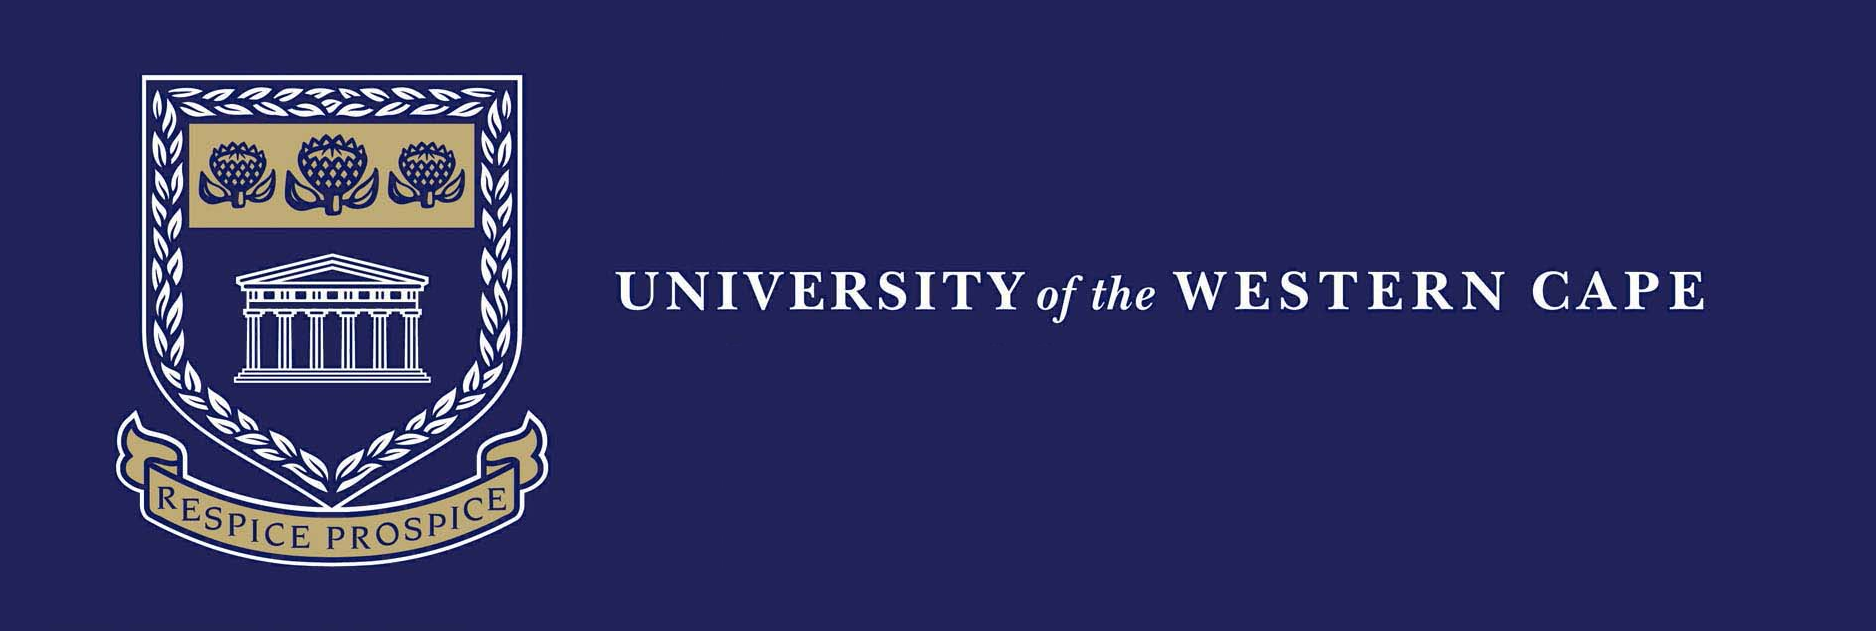 UNIVERSITY of the WESTERN CAPE
RESPICE PROSPICE